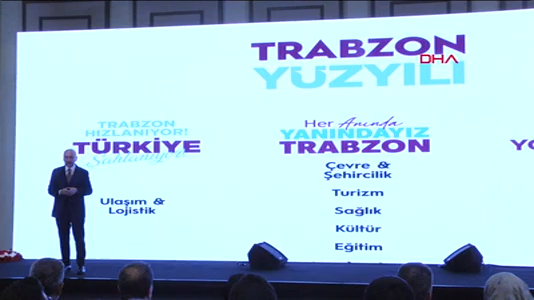 TRABZON
YÜZYILI
DHA
TRABZON
HIZLANIYOR!
TÜRKİYE
Şahlanıyor!
Ulaşım &
Lojistik
Her Anında
YANINDAYIZ
TRABZON
Çevre &
Şehircilik
Turizm
Sağlık
Kültür
Eğitim